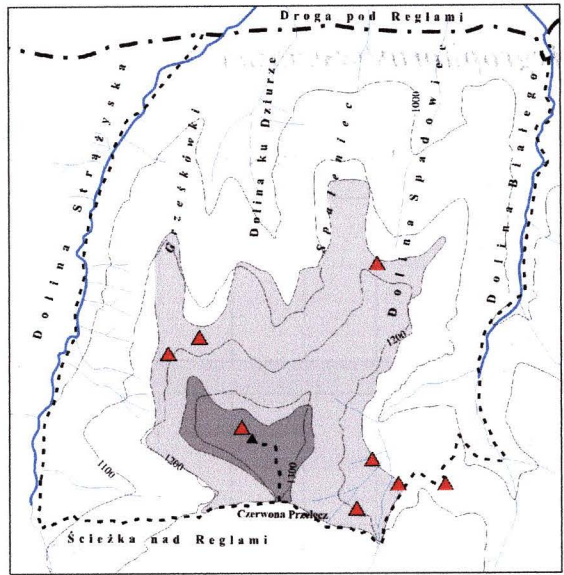 Droga pod Reglami
Dolina Strążyska
Grześkówki
Dolina ku Dziurze
Spaleniec
Dolina Spadowiec
Dolina Białego
1000
1200
1100
1200
1300
Czerwona Przełęcz
Ścieżka nad Reglami